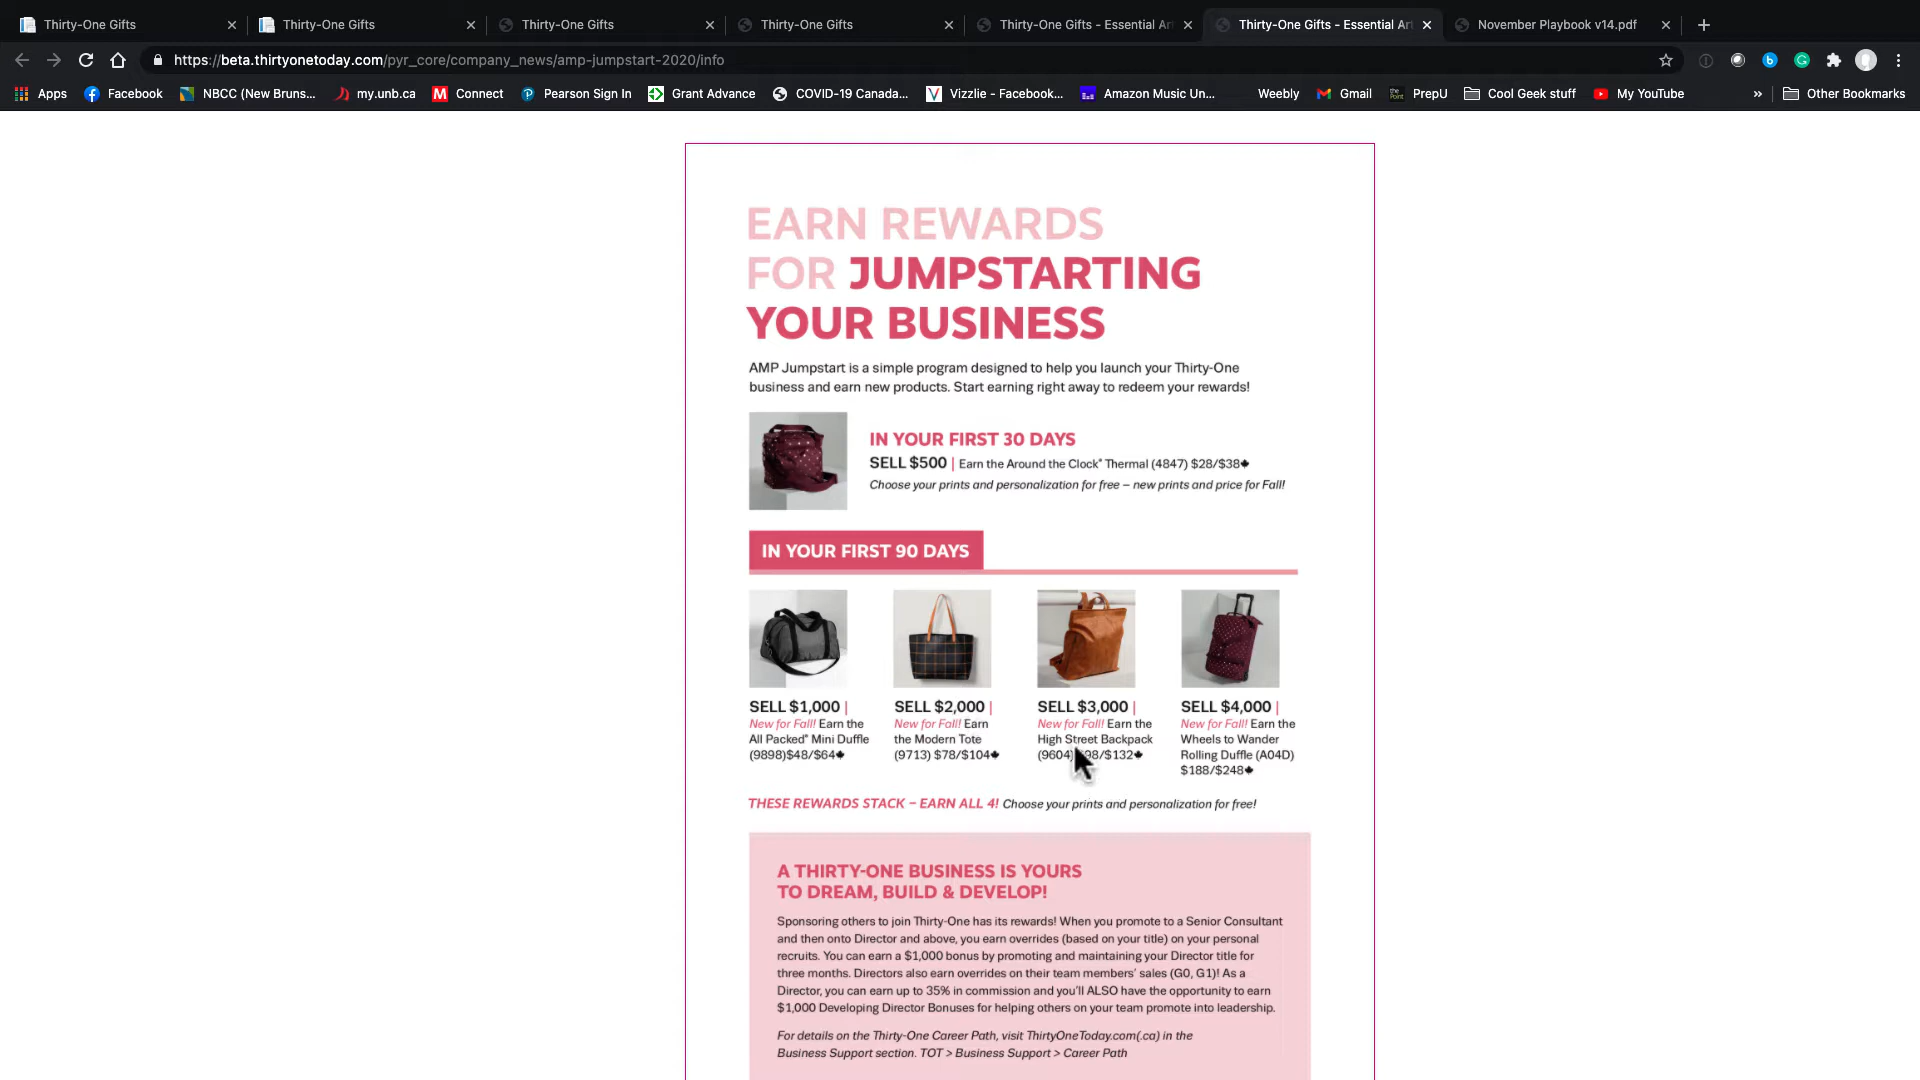 Thirty-One Gifts
Thirty-One Gifts
Thirty-One Gifts
Thirty-One Gifts
Thirty-One Gifts - Essential Ar
Thirty-One Gifts - Essential Ar
November Playbook v14.pdf
https://beta.thirtyonetoday.com/pyr_core/company_news/amp-jumpstart-2020/info
Apps
Facebook
NBCC (New Bruns...
my.unb.ca
Connect
Pearson Sign In
Grant Advance
COVID-19 Canada...
Vizzlie - Facebook...
Amazon Music Un...
Weebly
Gmail
PrepU
Cool Geek stuff
My YouTube
»
Other Bookmarks
EARN REWARDS
FOR JUMPSTARTING
YOUR BUSINESS
AMP Jumpstart is a simple program designed to help you launch your Thirty-One
business and earn new products. Start earning right away to redeem your rewards!
IN YOUR FIRST 30 DAYS
SELL $500 | Earn the Around the Clock® Thermal (4847) $28/$38
Choose your prints and personalization for free – new prints and price for Fall!
IN YOUR FIRST 90 DAYS
SELL $1,000 |
New for Fall! Earn the
All Packed® Mini Duffle
(9898)$48/$64
SELL $2,000 |
New for Fall! Earn
the Modern Tote
(9713) $78/$104
SELL $3,000 |
New for Fall! Earn the
High Street Backpack
(9604) 98/$132
SELL $4,000 |
New for Fall! Earn the
Wheels to Wander
Rolling Duffle (A04D)
$188/$248
THESE REWARDS STACK – EARN ALL 4! Choose your prints and personalization for free!
A THIRTY-ONE BUSINESS IS YOURS
TO DREAM, BUILD & DEVELOP!
Sponsoring others to join Thirty-One has its rewards! When you promote to a Senior Consultant
and then onto Director and above, you earn overrides (based on your title) on your personal
recruits. You can earn a $1,000 bonus by promoting and maintaining your Director title for
three months. Directors also earn overrides on their team members' sales (G0, G1)! As a
Director, you can earn up to 35% in commission and you'll ALSO have the opportunity to earn
$1,000 Developing Director Bonuses for helping others on your team promote into leadership.
For details on the Thirty-One Career Path, visit ThirtyOneToday.com(.ca) in the
Business Support section. TOT > Business Support > Career Path